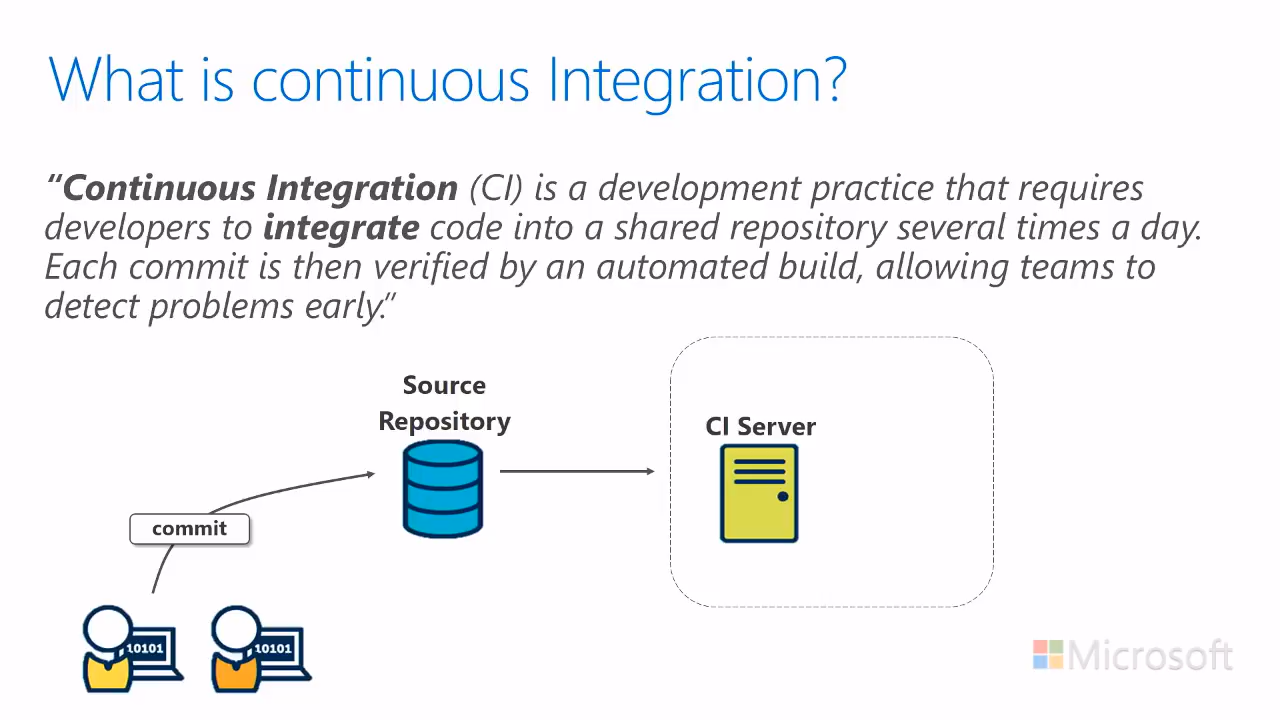 What is continuous Integration?
“Continuous Integration (CI) is a development practice that requires
developers to integrate code into a shared repository several times a day.
Each commit is then verified by an automated build, allowing teams to
detect problems early.”
Source
Repository
CI Server
commit
10101
10101
Microsoft